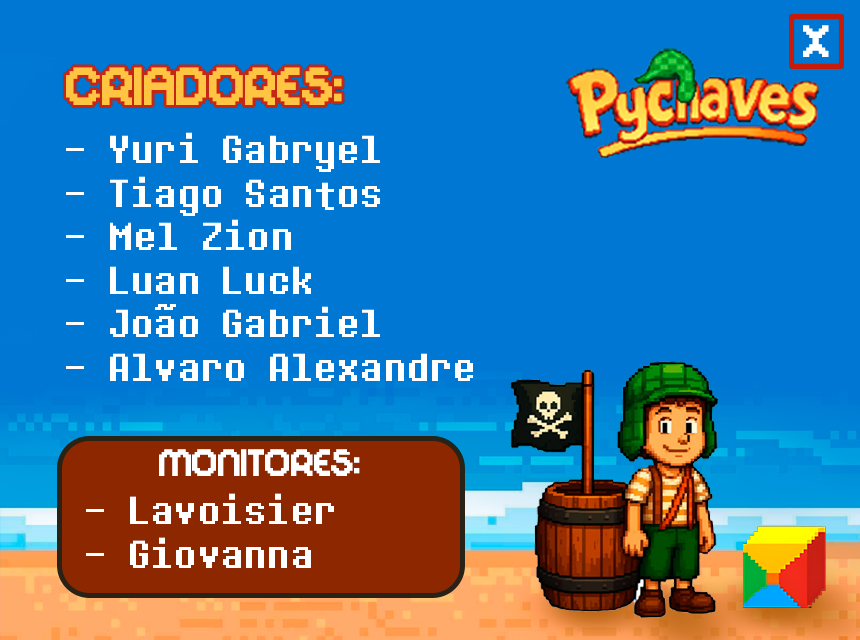 X
CRIADORES:
Pychaves
- Yuri Gabryel
- Tiago Santos
- Mel Zion
- Luan Luck
- João Gabriel
- Alvaro Alexandre
MONITORES:
- Lavoisier
- Giovanna